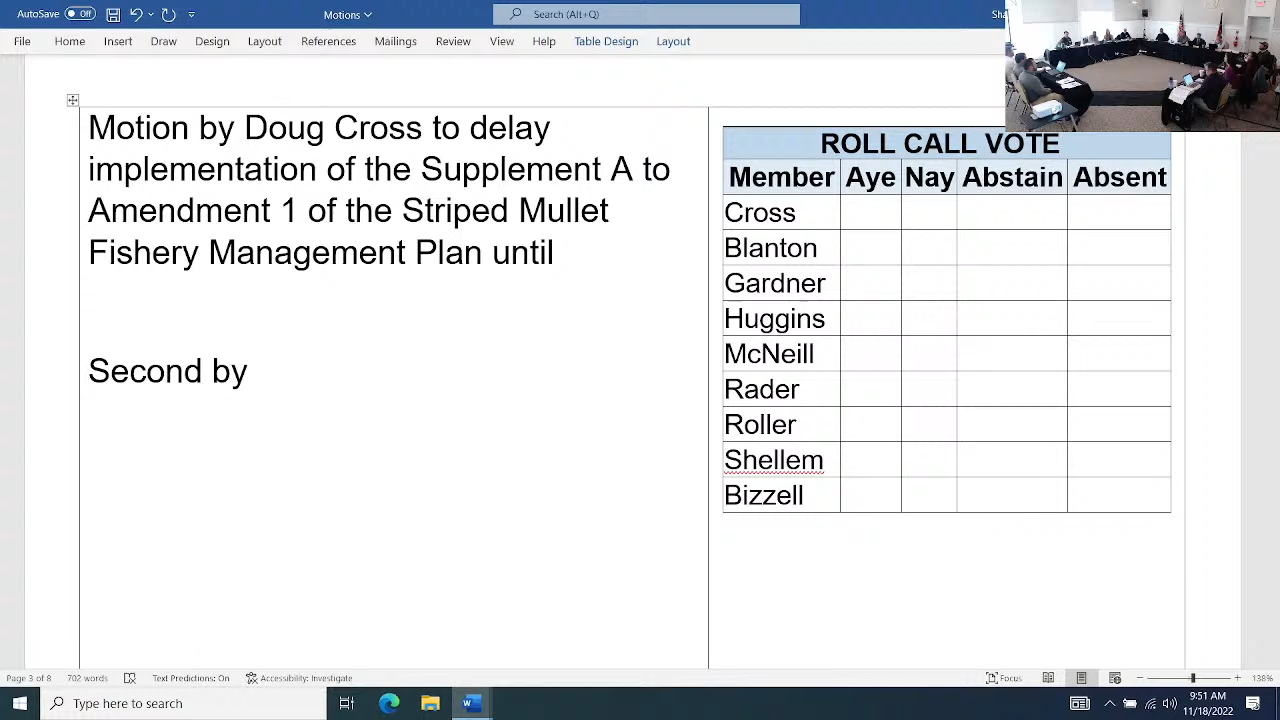 AutoSave Off Motions Search (Alt+Q) Sha
File Home Insert Draw Design Layout References Mailings Review View Help Table Design Layout
Motion by Doug Cross to delay
implementation of the Supplement A to
Amendment 1 of the Striped Mullet
Fishery Management Plan until
Second by
ROLL CALL VOTE
Member Aye Nay Abstain Absent
Cross
Blanton
Gardner
Huggins
McNeill
Rader
Roller
Shellem
Bizzell
Page 3 of 8 702 words Text Predictions: On Accessibility: Investigate Focus 138%
Type here to search
9:51 AM
11/18/2022